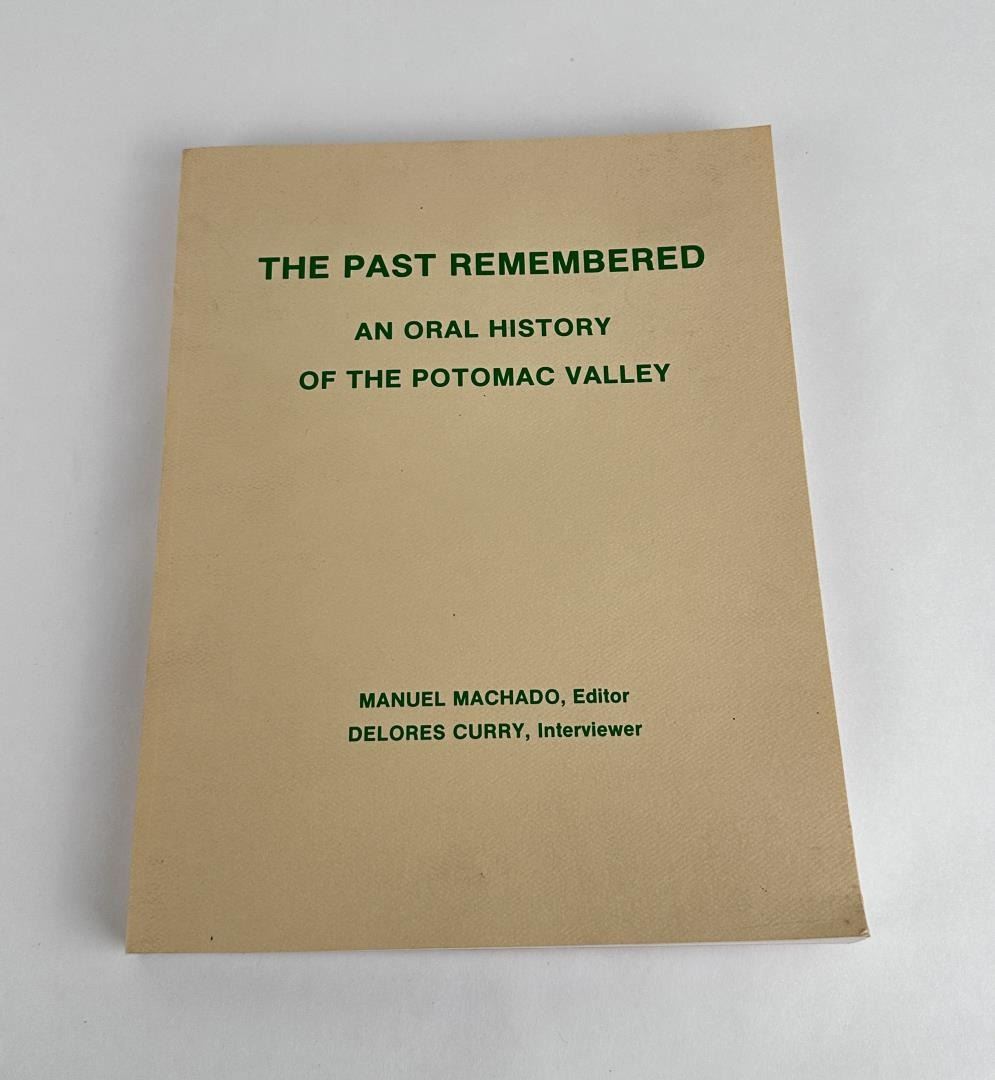 THE PAST REMEMBERED
AN ORAL HISTORY
OF THE POTOMAC VALLEY
MANUEL MACHADO, Editor
DELORES CURRY, Interviewer